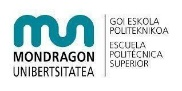 MONDRAGON
UNIBERTSITATEA
GOI ESKOLA
POLITEKNIKOA
ESCUELA
POLITÉCNICA
SUPERIOR